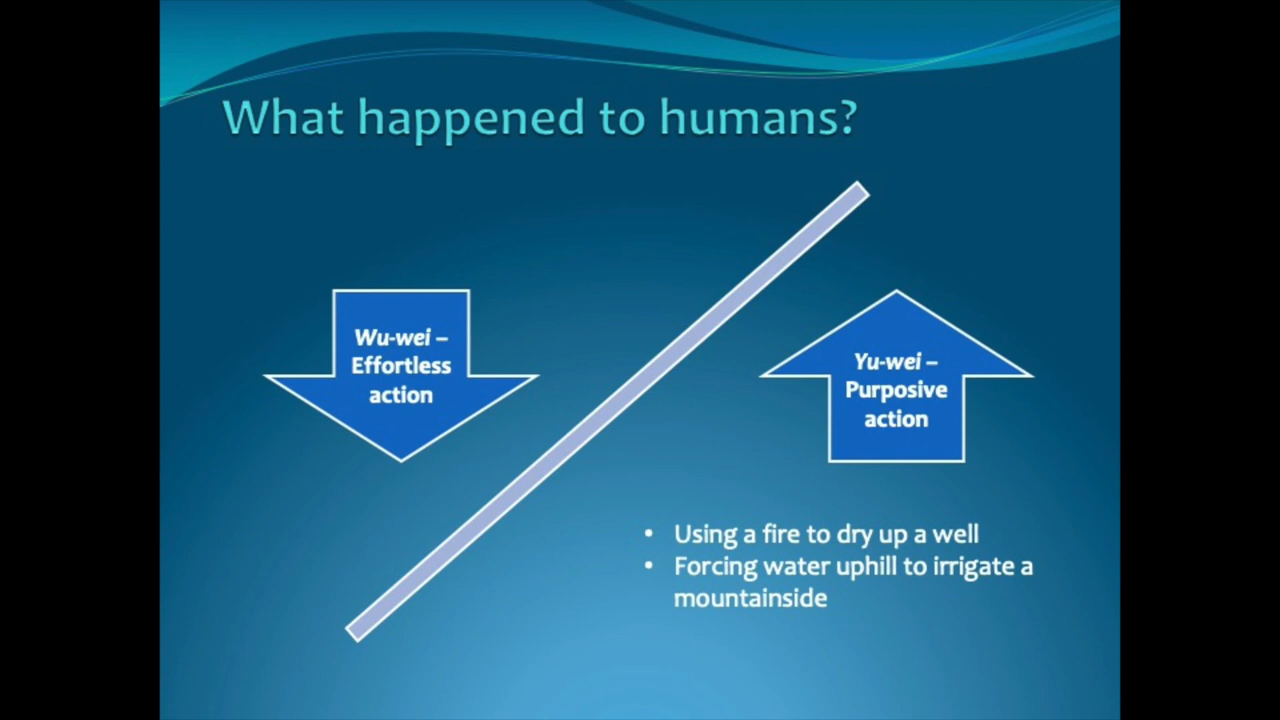 What happened to humans?
Wu-wei –
Effortless
action
Yu-wei –
Purposive
action
• Using a fire to dry up a well
• Forcing water uphill to irrigate a
mountainside